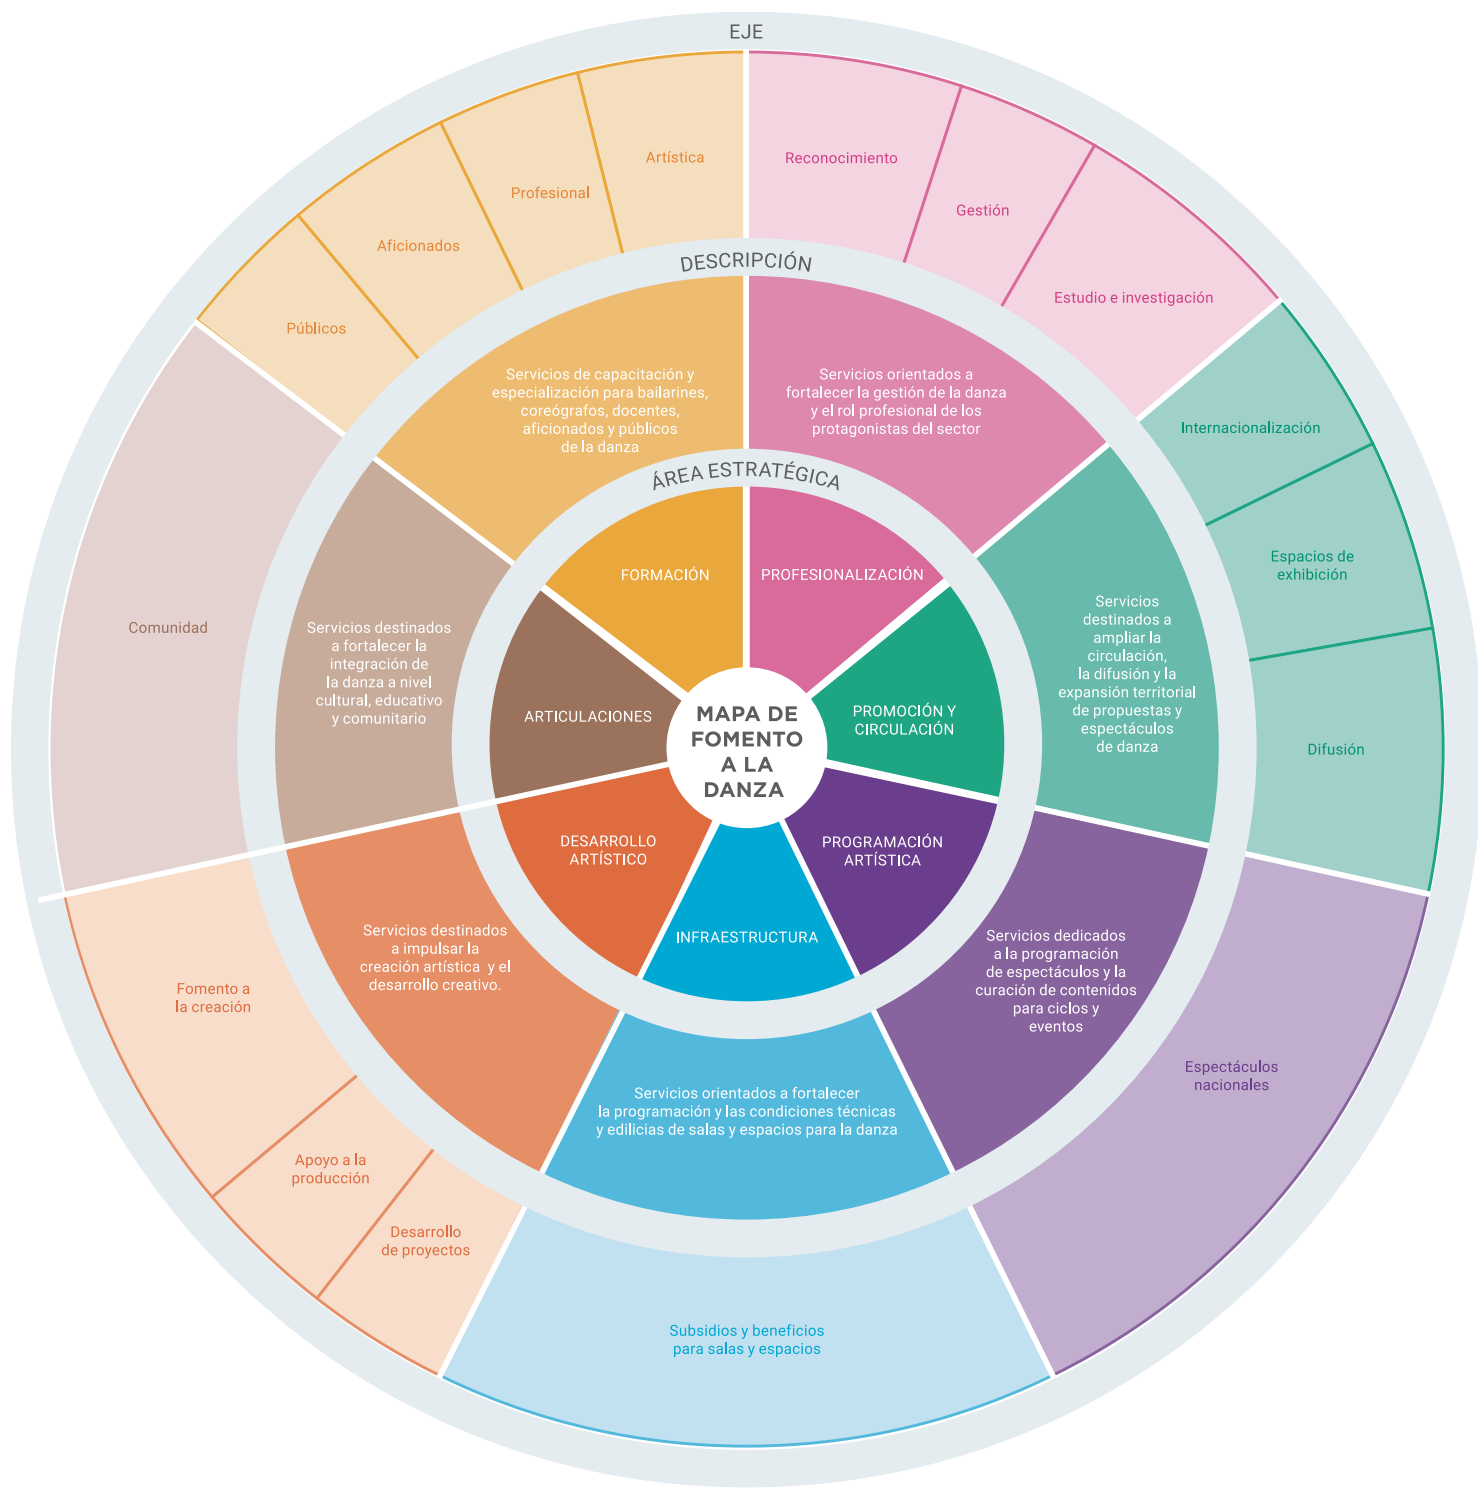 EJE
Reconocimiento
Gestión
Estudio e investigación
Internacionalización
Espacios de
exhibición
Difusión
Espectáculos
nacionales
Subsidios y beneficios
para salas y espacios
Desarrollo
de proyectos
Apoyo a la
producción
Fomento a
la creación
Comunidad
Públicos
Aficionados
Profesional
Artística
DESCRIPCIÓN
Servicios orientados a
fortalecer la gestión de la danza
y el rol profesional de los
protagonistas del sector
Servicios
destinados a
ampliar la
circulación,
la difusión y la
expansión territorial
de propuestas y
espectáculos
de danza
Servicios dedicados
a la programación
de espectáculos y la
curación de contenidos
para ciclos y
eventos
Servicios orientados a fortalecer
la programación y las condiciones técnicas
y edilicias de salas y espacios para la danza
Servicios destinados
a impulsar la
creación artística y el
desarrollo creativo.
Servicios destinados
a fortalecer la
integración de
la danza a nivel
cultural, educativo
y comunitario
Servicios de capacitación y
especialización para bailarines,
coreógrafos, docentes,
aficionados y públicos
de la danza
ÁREA ESTRATÉGICA
PROFESIONALIZACIÓN
PROMOCIÓN Y
CIRCULACIÓN
PROGRAMACIÓN
ARTÍSTICA
INFRAESTRUCTURA
DESARROLLO
ARTÍSTICO
ARTICULACIONES
FORMACIÓN
MAPA DE
FOMENTO
A LA
DANZA